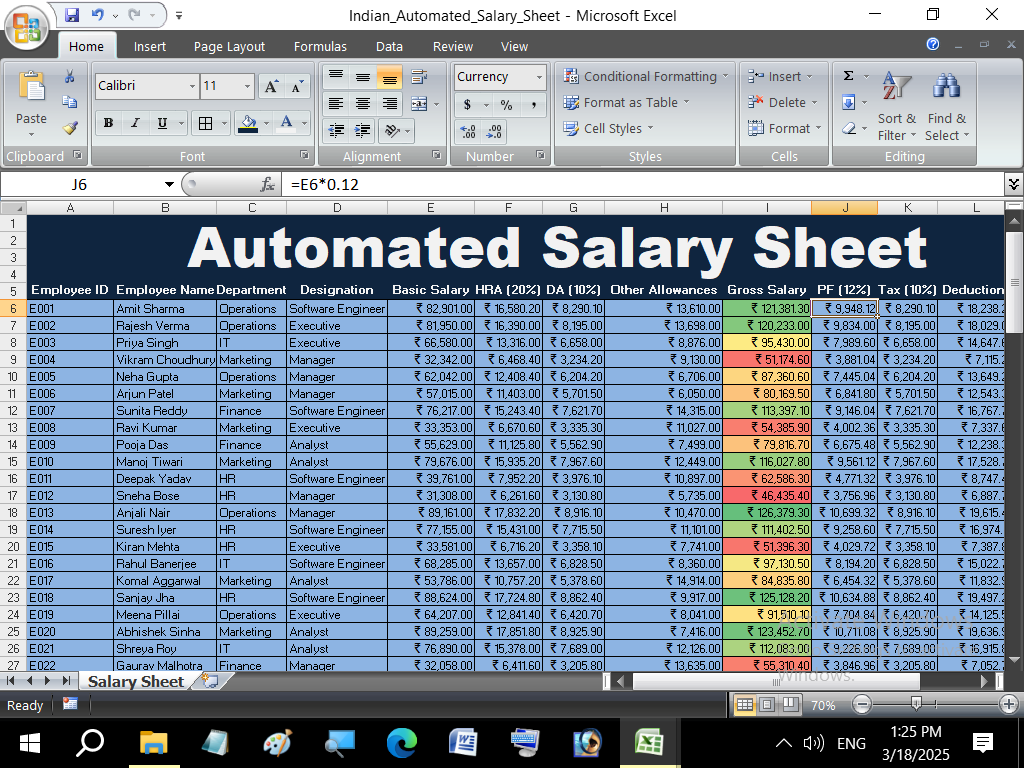 Indian_Automated_Salary_Sheet - Microsoft Excel
Home Insert Page Layout Formulas Data Review View
Calibri 11 Currency Conditional Formatting Insert Σ
Paste Format as Table Delete Sort & Find &
B I U $ % , Cell Styles Format Filter Select
Clipboard Font Alignment Number Styles Cells Editing
J6 fx =E6*0.12
A B C D E F G H I J K L
1
2 Automated Salary Sheet
3
4
5 Employee ID Employee Name Department Designation Basic Salary HRA (20%) DA (10%) Other Allowances Gross Salary PF (12%) Tax (10%) Deduction
6 E001 Amit Sharma Operations Software Engineer ₹ 82,901.00 ₹ 16,580.20 ₹ 8,290.10 ₹ 13,610.00 ₹ 121,381.30 ₹ 9,948.12 ₹ 8,290.10 ₹ 18,238.2
7 E002 Rajesh Verma Operations Executive ₹ 81,950.00 ₹ 16,390.00 ₹ 8,195.00 ₹ 13,698.00 ₹ 120,233.00 ₹ 9,834.00 ₹ 8,195.00 ₹ 18,029.0
8 E003 Priya Singh IT Executive ₹ 66,580.00 ₹ 13,316.00 ₹ 6,658.00 ₹ 8,876.00 ₹ 95,430.00 ₹ 7,989.60 ₹ 6,658.00 ₹ 14,647.6
9 E004 Vikram Choudhury Marketing Manager ₹ 32,342.00 ₹ 6,468.40 ₹ 3,234.20 ₹ 9,130.00 ₹ 51,174.60 ₹ 3,881.04 ₹ 3,234.20 ₹ 7,115.2
10 E005 Neha Gupta Operations Manager ₹ 62,042.00 ₹ 12,408.40 ₹ 6,204.20 ₹ 6,706.00 ₹ 87,360.60 ₹ 7,445.04 ₹ 6,204.20 ₹ 13,649.2
11 E006 Arjun Patel Marketing Manager ₹ 57,015.00 ₹ 11,403.00 ₹ 5,701.50 ₹ 6,050.00 ₹ 80,169.50 ₹ 6,841.80 ₹ 5,701.50 ₹ 12,543.3
12 E007 Sunita Reddy Finance Software Engineer ₹ 76,217.00 ₹ 15,243.40 ₹ 7,621.70 ₹ 14,315.00 ₹ 113,397.10 ₹ 9,146.04 ₹ 7,621.70 ₹ 16,767.7
13 E008 Ravi Kumar Marketing Executive ₹ 33,353.00 ₹ 6,670.60 ₹ 3,335.30 ₹ 11,027.00 ₹ 54,385.90 ₹ 4,002.36 ₹ 3,335.30 ₹ 7,337.6
14 E009 Pooja Das Finance Analyst ₹ 55,629.00 ₹ 11,125.80 ₹ 5,562.90 ₹ 7,499.00 ₹ 79,816.70 ₹ 6,675.48 ₹ 5,562.90 ₹ 12,238.3
15 E010 Manoj Tiwari Marketing Analyst ₹ 79,676.00 ₹ 15,935.20 ₹ 7,967.60 ₹ 12,449.00 ₹ 116,027.80 ₹ 9,561.12 ₹ 7,967.60 ₹ 17,528.7
16 E011 Deepak Yadav HR Software Engineer ₹ 39,761.00 ₹ 7,952.20 ₹ 3,976.10 ₹ 10,897.00 ₹ 62,586.30 ₹ 4,771.32 ₹ 3,976.10 ₹ 8,747.4
17 E012 Sneha Bose HR Manager ₹ 31,308.00 ₹ 6,261.60 ₹ 3,130.80 ₹ 5,735.00 ₹ 46,435.40 ₹ 3,756.96 ₹ 3,130.80 ₹ 6,887.7
18 E013 Anjali Nair Operations Manager ₹ 89,161.00 ₹ 17,832.20 ₹ 8,916.10 ₹ 10,470.00 ₹ 126,379.30 ₹ 10,699.32 ₹ 8,916.10 ₹ 19,615.4
19 E014 Suresh Iyer HR Software Engineer ₹ 77,155.00 ₹ 15,431.00 ₹ 7,715.50 ₹ 11,101.00 ₹ 111,402.50 ₹ 9,258.60 ₹ 7,715.50 ₹ 16,974.
20 E015 Kiran Mehta HR Executive ₹ 33,581.00 ₹ 6,716.20 ₹ 3,358.10 ₹ 7,741.00 ₹ 51,396.30 ₹ 4,029.72 ₹ 3,358.10 ₹ 7,387.8
21 E016 Rahul Banerjee IT Software Engineer ₹ 68,285.00 ₹ 13,657.00 ₹ 6,828.50 ₹ 8,360.00 ₹ 97,130.50 ₹ 8,194.20 ₹ 6,828.50 ₹ 15,022.7
22 E017 Komal Aggarwal Marketing Analyst ₹ 53,786.00 ₹ 10,757.20 ₹ 5,378.60 ₹ 14,914.00 ₹ 84,835.80 ₹ 6,454.32 ₹ 5,378.60 ₹ 11,832.9
23 E018 Sanjay Jha HR Software Engineer ₹ 88,624.00 ₹ 17,724.80 ₹ 8,862.40 ₹ 9,917.00 ₹ 125,128.20 ₹ 10,634.88 ₹ 8,862.40 ₹ 19,497.2
24 E019 Meena Pillai Operations Executive ₹ 64,207.00 ₹ 12,841.40 ₹ 6,420.70 ₹ 8,041.00 ₹ 91,510.10 ₹ 7,704.84 ₹ 6,420.70 ₹ 14,125.5
25 E020 Abhishek Sinha Marketing Analyst ₹ 89,259.00 ₹ 17,851.80 ₹ 8,925.90 ₹ 7,416.00 ₹ 123,452.70 ₹ 10,711.08 ₹ 8,925.90 ₹ 19,636.9
26 E021 Shreya Roy IT Analyst ₹ 76,890.00 ₹ 15,378.00 ₹ 7,689.00 ₹ 12,126.00 ₹ 112,083.00 ₹ 9,226.80 ₹ 7,689.00 ₹ 16,915.8
27 E022 Gaurav Malhotra Finance Manager ₹ 32,058.00 ₹ 6,411.60 ₹ 3,205.80 ₹ 13,635.00 ₹ 55,310.40 ₹ 3,846.96 ₹ 3,205.80 ₹ 7,052.7
Salary Sheet Windows.
Ready 70%
ENG 1:25 PM
3/18/2025